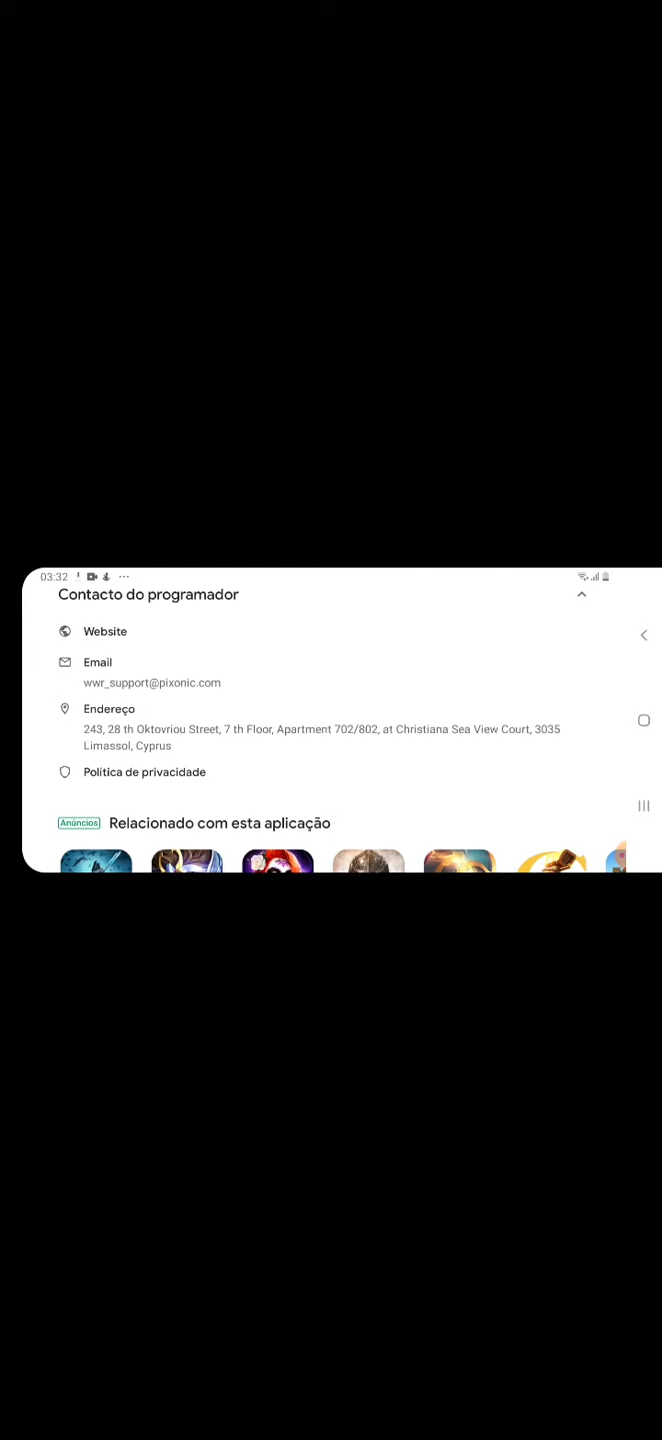 03:32
Contacto do programador
Website
Email
wwr_support@pixonic.com
Endereço
243, 28 th Oktovriou Street, 7 th Floor, Apartment 702/802, at Christiana Sea View Court, 3035
Limassol, Cyprus
Política de privacidade
Anúncios Relacionado com esta aplicação